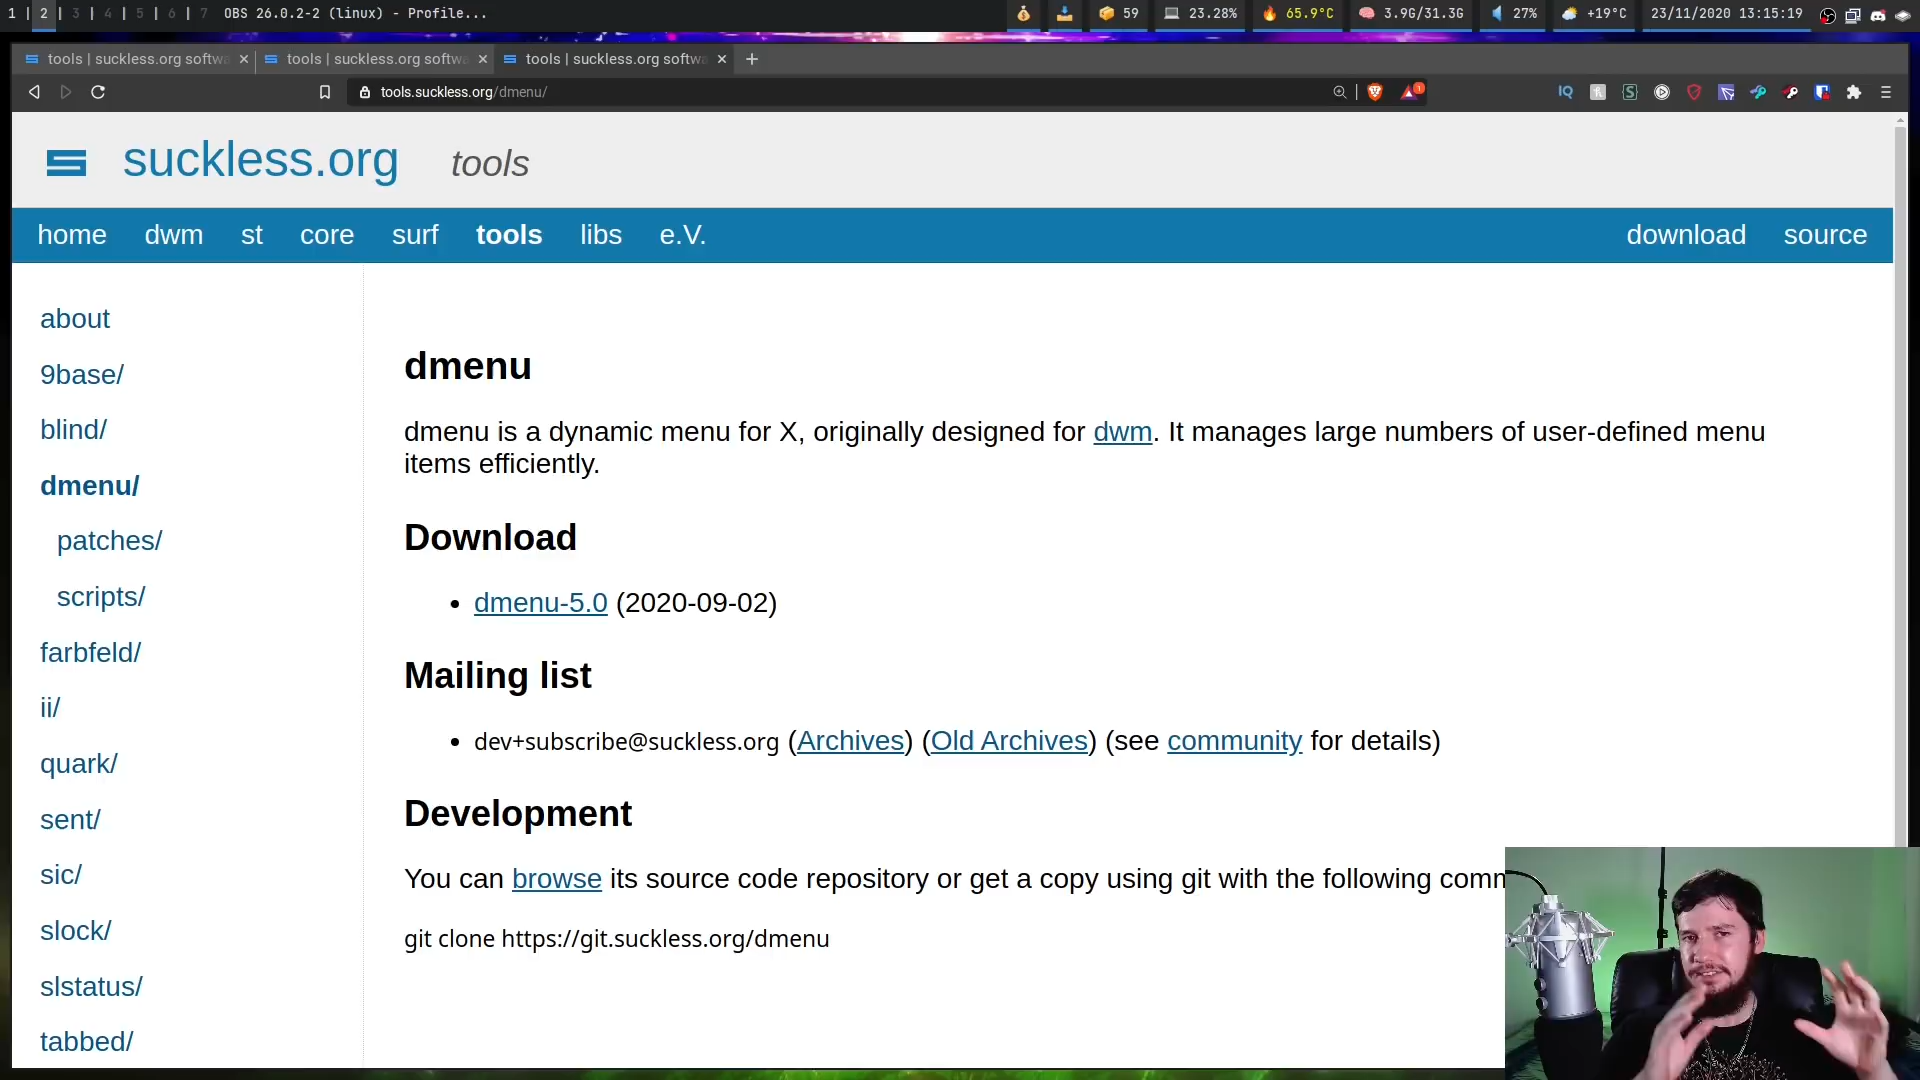 1 | 2 | 3 | 4 | 5 | 6 | 7 OBS 26.0.2-2 (linux) - Profile... 59 23.28% 65.9°C 3.9G/31.3G 27% +19°C 23/11/2020 13:15:19
tools | suckless.org softwa tools | suckless.org softwa tools | suckless.org softwa
tools.suckless.org/dmenu/ 1 IQ
suckless.org tools
home dwm st core surf tools libs e.V. download source
about
9base/
blind/
dmenu/
patches/
scripts/
farbfeld/
ii/
quark/
sent/
sic/
slock/
slstatus/
tabbed/
dmenu
dmenu is a dynamic menu for X, originally designed for dwm. It manages large numbers of user-defined menu
items efficiently.
Download
• dmenu-5.0 (2020-09-02)
Mailing list
• dev+subscribe@suckless.org (Archives) (Old Archives) (see community for details)
Development
You can browse its source code repository or get a copy using git with the following comm
git clone https://git.suckless.org/dmenu